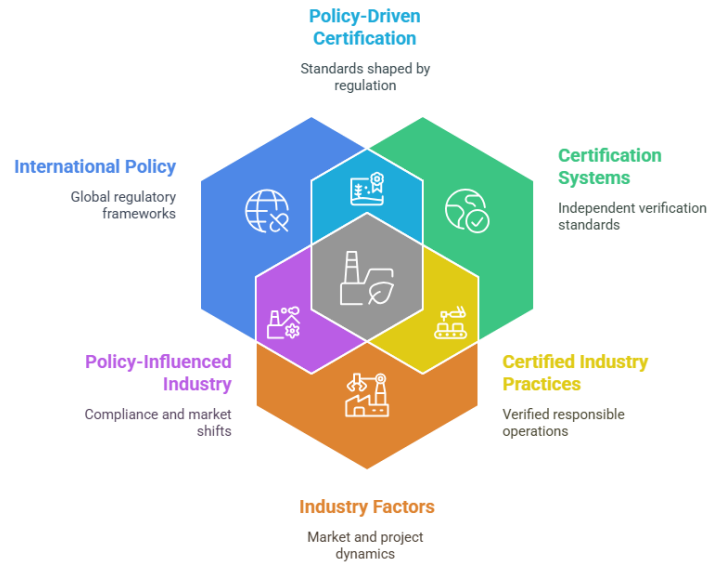 Policy-Driven
Certification
Standards shaped by
regulation
International Policy
Global regulatory
frameworks
Certification
Systems
Independent verification
standards
Policy-Influenced
Industry
Compliance and market
shifts
Certified Industry
Practices
Verified responsible
operations
Industry Factors
Market and project
dynamics